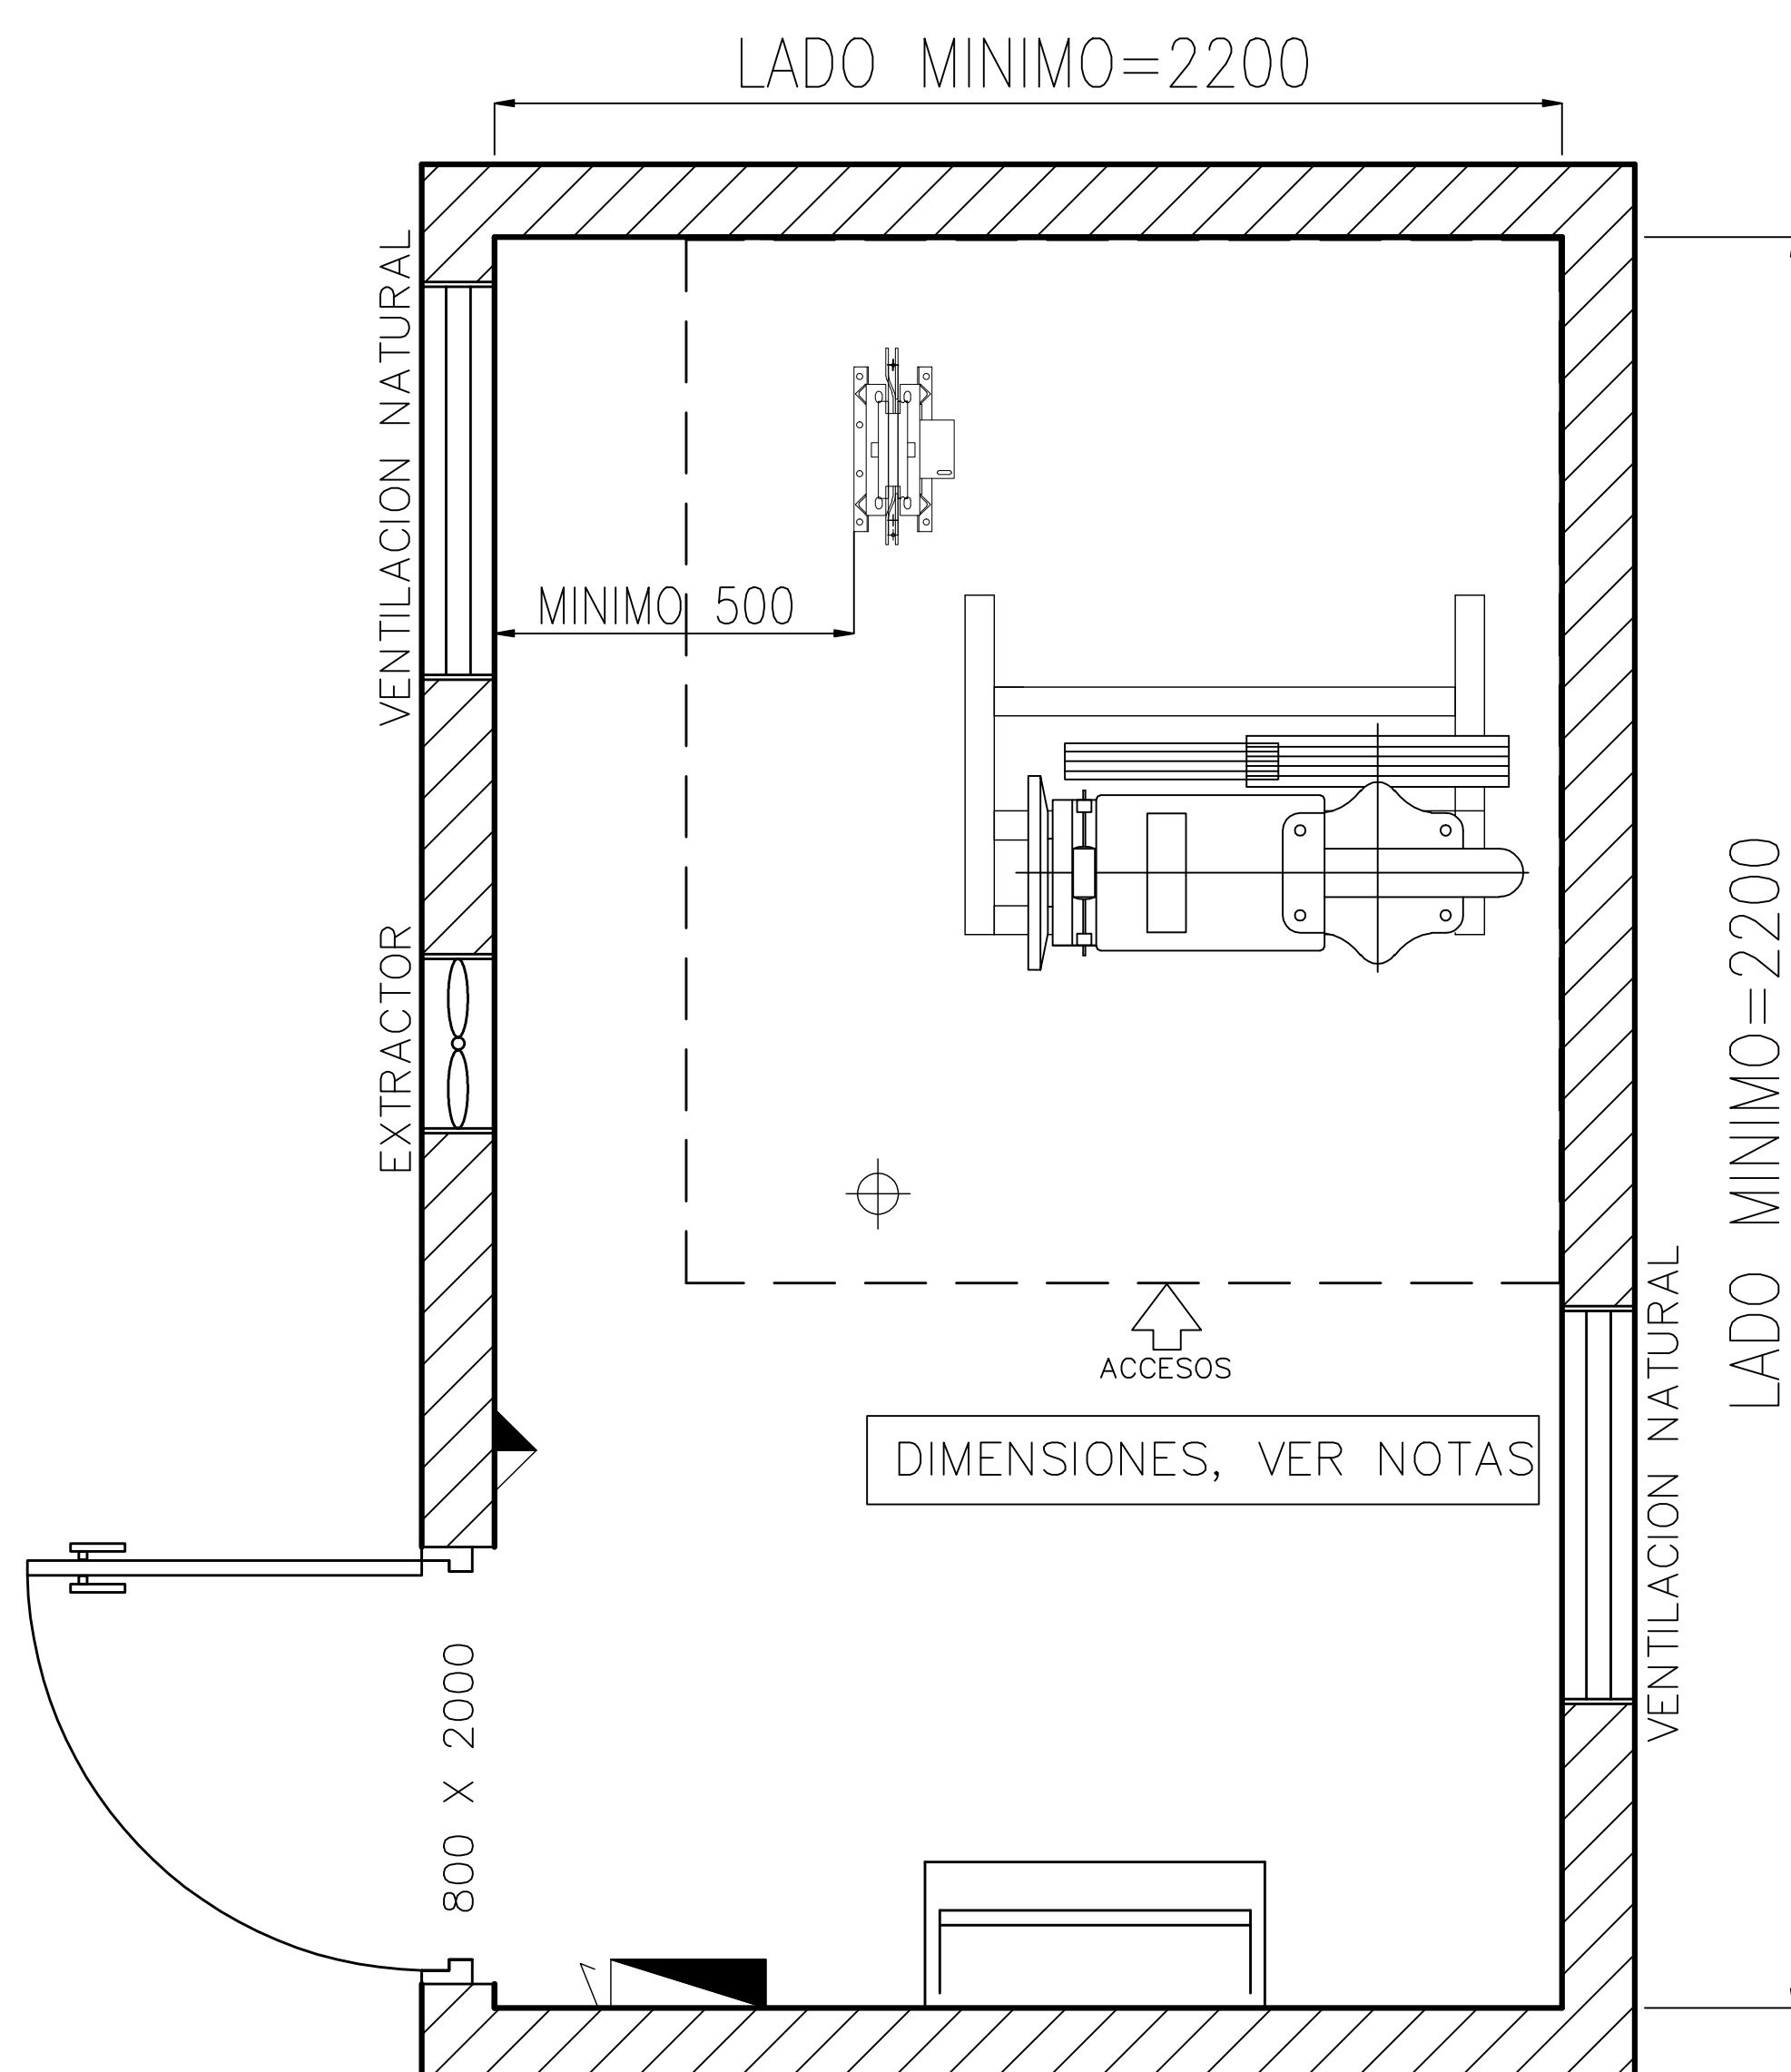 LADO MINIMO=2200
VENTILACION NATURAL
MINIMO 500
EXTRACTOR
LADO MINIMO=2200
ACCESOS
DIMENSIONES, VER NOTAS
VENTILACION NATURAL
800 X 2000